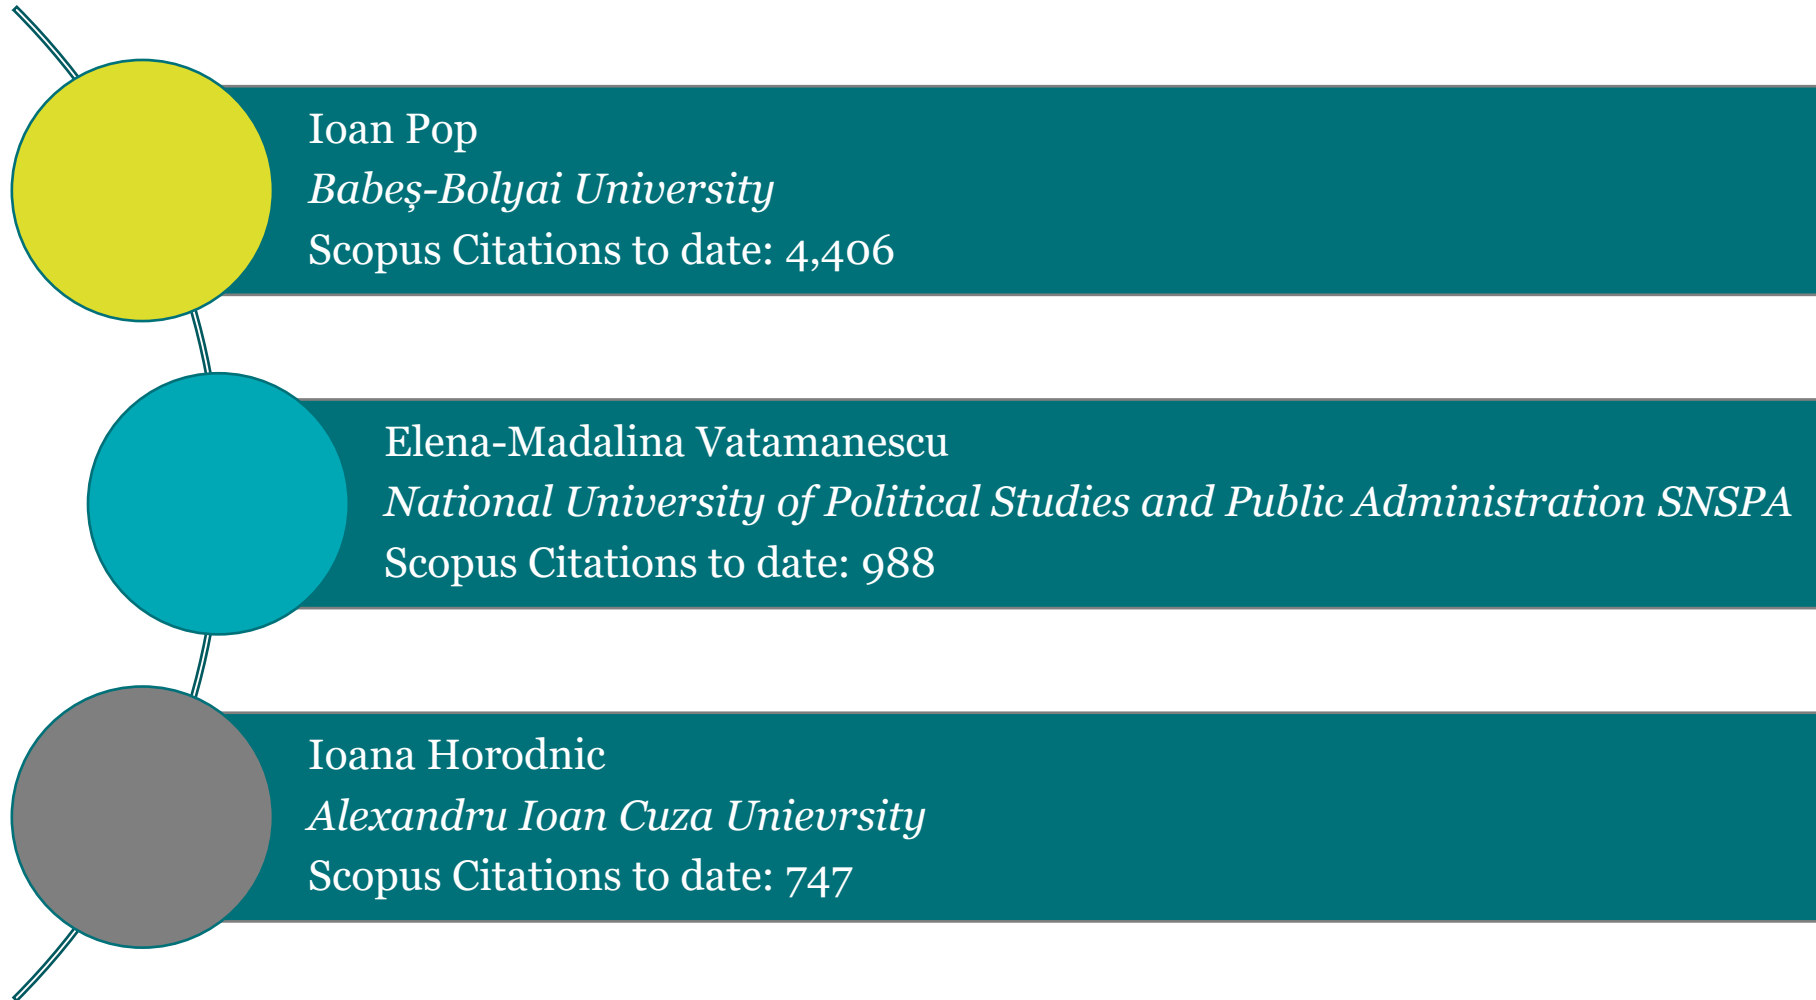 Ioan Pop
Babeș-Bolyai University
Scopus Citations to date: 4,406
Elena-Madalina Vatamanescu
National University of Political Studies and Public Administration SNSPA
Scopus Citations to date: 988
Ioana Horodnic
Alexandru Ioan Cuza Unievrsity
Scopus Citations to date: 747